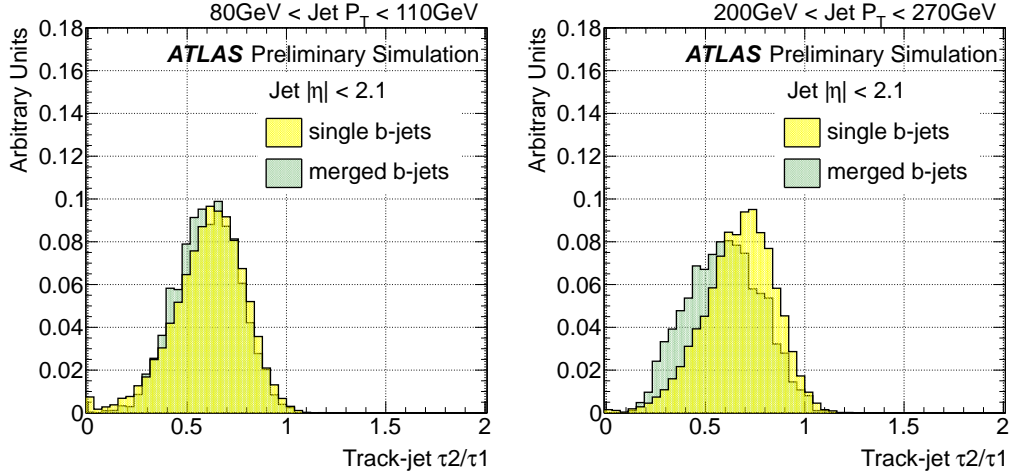 80GeV < Jet P_T < 110GeV
Arbitrary Units
0.18
0.16
0.14
0.12
0.1
0.08
0.06
0.04
0.02
0
ATLAS Preliminary Simulation
Jet |η| < 2.1
single b-jets
merged b-jets
0 0.5 1 1.5 2
Track-jet τ2/τ1
200GeV < Jet P_T < 270GeV
Arbitrary Units
0.18
0.16
0.14
0.12
0.1
0.08
0.06
0.04
0.02
0
ATLAS Preliminary Simulation
Jet |η| < 2.1
single b-jets
merged b-jets
0 0.5 1 1.5 2
Track-jet τ2/τ1